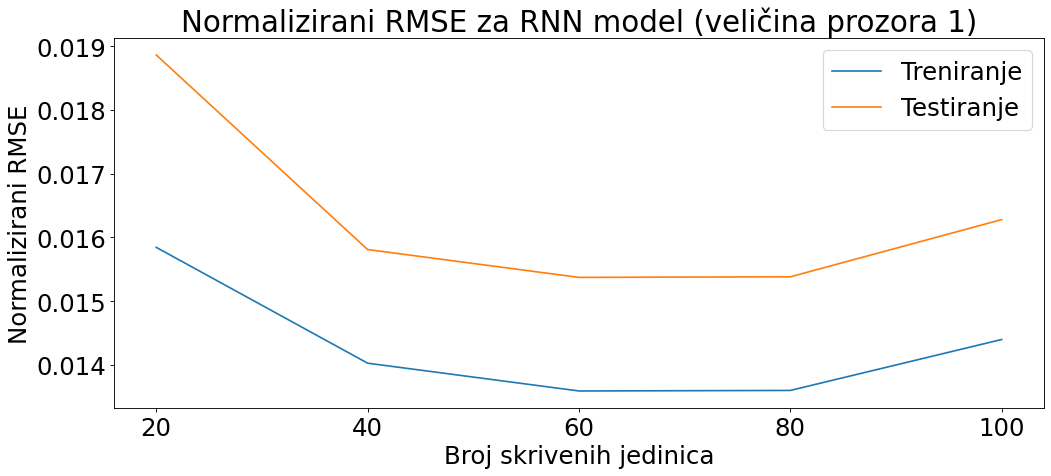 Normalizirani RMSE za RNN model (veličina prozora 1)
Normalizirani RMSE
0.019
0.018
0.017
0.016
0.015
0.014
Treniranje
Testiranje
20 40 60 80 100
Broj skrivenih jedinica